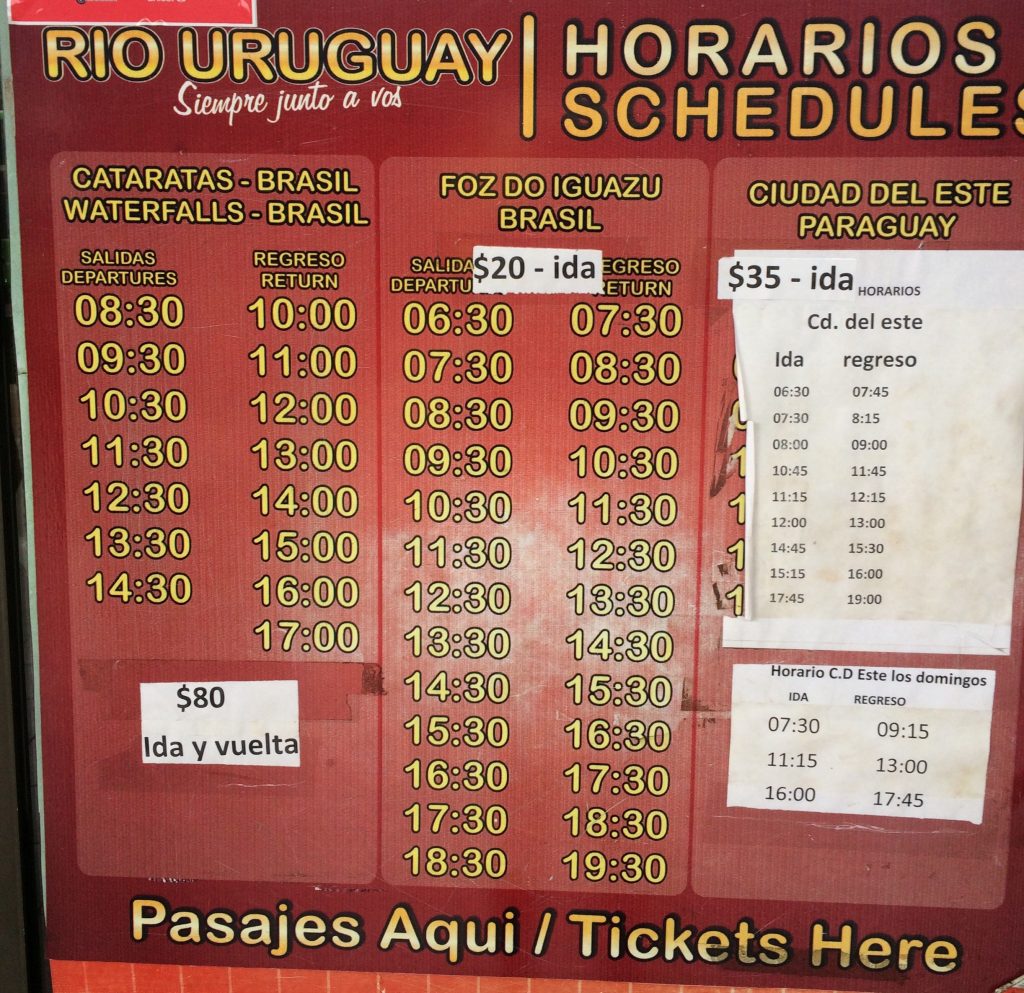 RIO URUGUAY
Siempre junto a vos
HORARIOS
SCHEDULES
CATARATAS - BRASIL
WATERFALLS - BRASIL
SALIDAS REGRESO
DEPARTURES RETURN
08:30 10:00
09:30 11:00
10:30 12:00
11:30 13:00
12:30 14:00
13:30 15:00
14:30 16:00
17:00
$80
Ida y vuelta
FOZ DO IGUAZU
BRASIL
$20 - ida
06:30 07:30
07:30 08:30
08:30 09:30
09:30 10:30
10:30 11:30
11:30 12:30
12:30 13:30
13:30 14:30
14:30 15:30
15:30 16:30
16:30 17:30
17:30 18:30
18:30 19:30
CIUDAD DEL ESTE
PARAGUAY
$35 - ida HORARIOS
Cd. del este
Ida regreso
06:30 07:45
07:30 8:15
08:00 09:00
10:45 11:45
11:15 12:15
12:00 13:00
14:45 15:30
15:15 16:00
17:45 19:00
Horario C.D Este los domingos
IDA REGRESO
07:30 09:15
11:15 13:00
16:00 17:45
Pasajes Aqui / Tickets Here